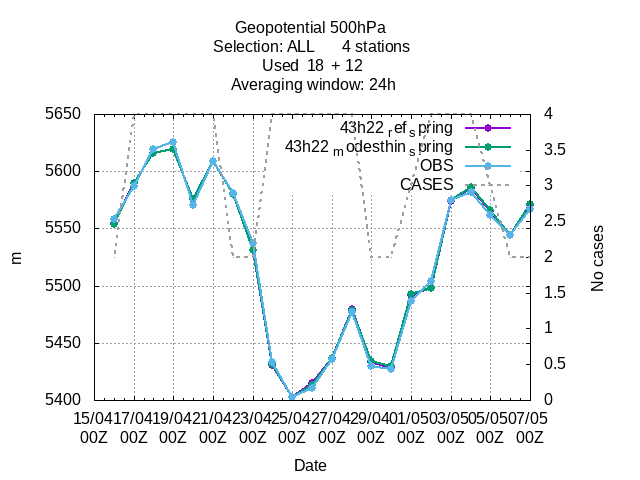 Geopotential 500hPa
Selection: ALL 4 stations
Used 18 + 12
Averaging window: 24h
5650 4
43h22 refspring
5600 3.5
43h22 modesthinspring
OBS
CASES
3
5550 2.5
m
5500 2
No cases
1.5
5450 1
0.5
5400 0
15/04 17/04 19/04 21/04 23/04 25/04 27/04 29/04 01/05 03/05 05/05 07/05
00Z 00Z 00Z 00Z 00Z 00Z 00Z 00Z 00Z 00Z 00Z 00Z
Date